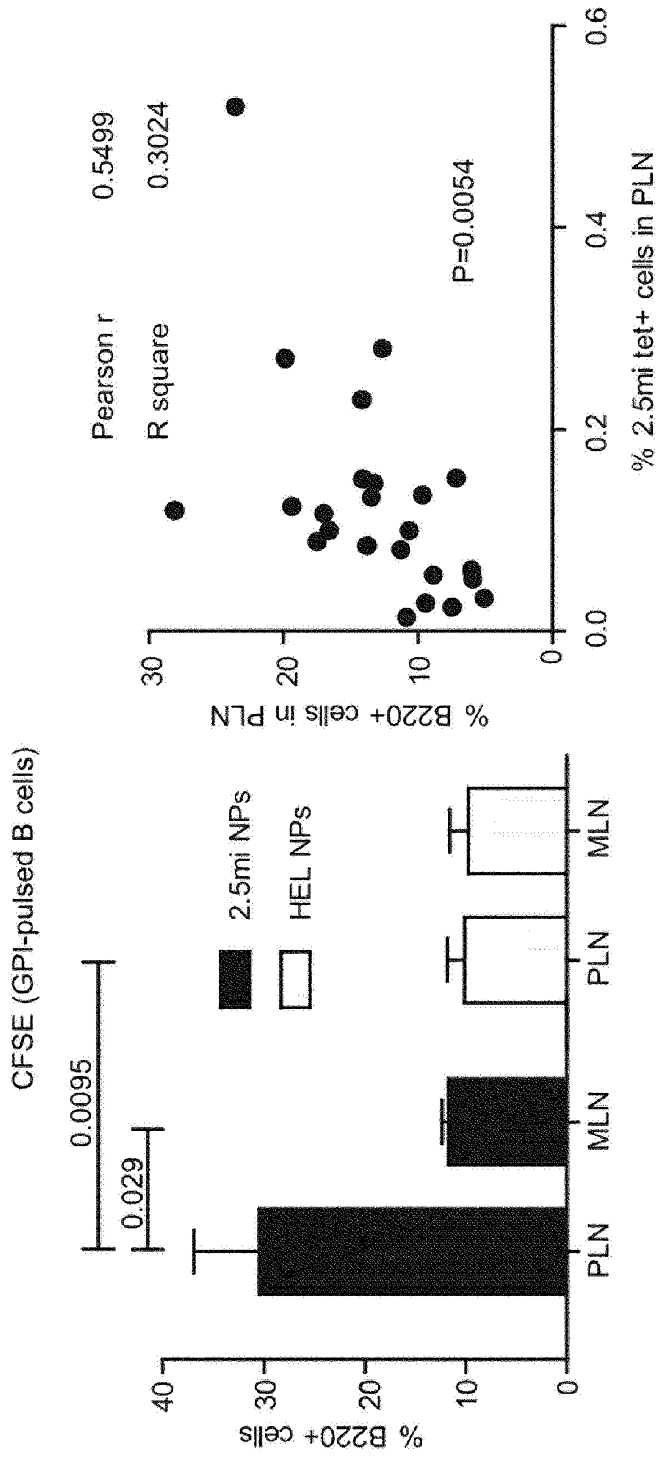 CFSE (GPI-pulsed B cells)
0.0095
0.029
2.5mi NPs
HEL NPs
% B220+ cells
40
30
20
10
0
PLN
MLN
PLN
MLN
Pearson r 0.5499
R square 0.3024
P=0.0054
% B220+ cells in PLN
30
20
10
0
0.0
0.2
0.4
0.6
% 2.5mi tet+ cells in PLN